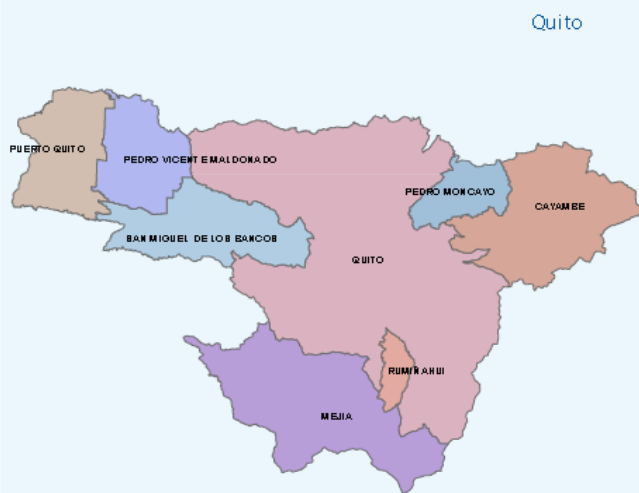 Quito
PUERTO QUITO
PEDRO VICENTE MALDONADO
PEDRO MONCAYO
CAYAMBE
SAN MIGUEL DE LOS BANCOS
QUITO
RUMIÑAHUI
MEJIA